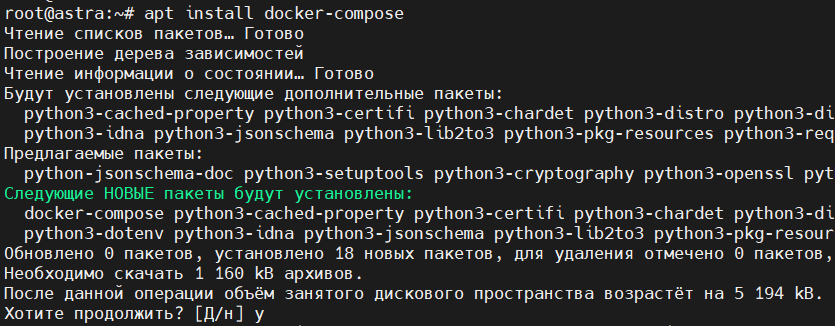 root@astra:~# apt install docker-compose
Чтение списков пакетов… Готово
Построение дерева зависимостей
Чтение информации о состоянии… Готово
Будут установлены следующие дополнительные пакеты:
python3-cached-property python3-certifi python3-chardet python3-distro python3-di
python3-idna python3-jsonschema python3-lib2to3 python3-pkg-resources python3-req
Предлагаемые пакеты:
python-jsonschema-doc python3-setuptools python3-cryptography python3-openssl pyt
Следующие НОВЫЕ пакеты будут установлены:
docker-compose python3-cached-property python3-certifi python3-chardet python3-di
python3-dotenv python3-idna python3-jsonschema python3-lib2to3 python3-pkg-resour
Обновлено 0 пакетов, установлено 18 новых пакетов, для удаления отмечено 0 пакетов,
Необходимо скачать 1 160 kB архивов.
После данной операции объём занятого дискового пространства возрастёт на 5 194 kB.
Хотите продолжить? [Д/н] y